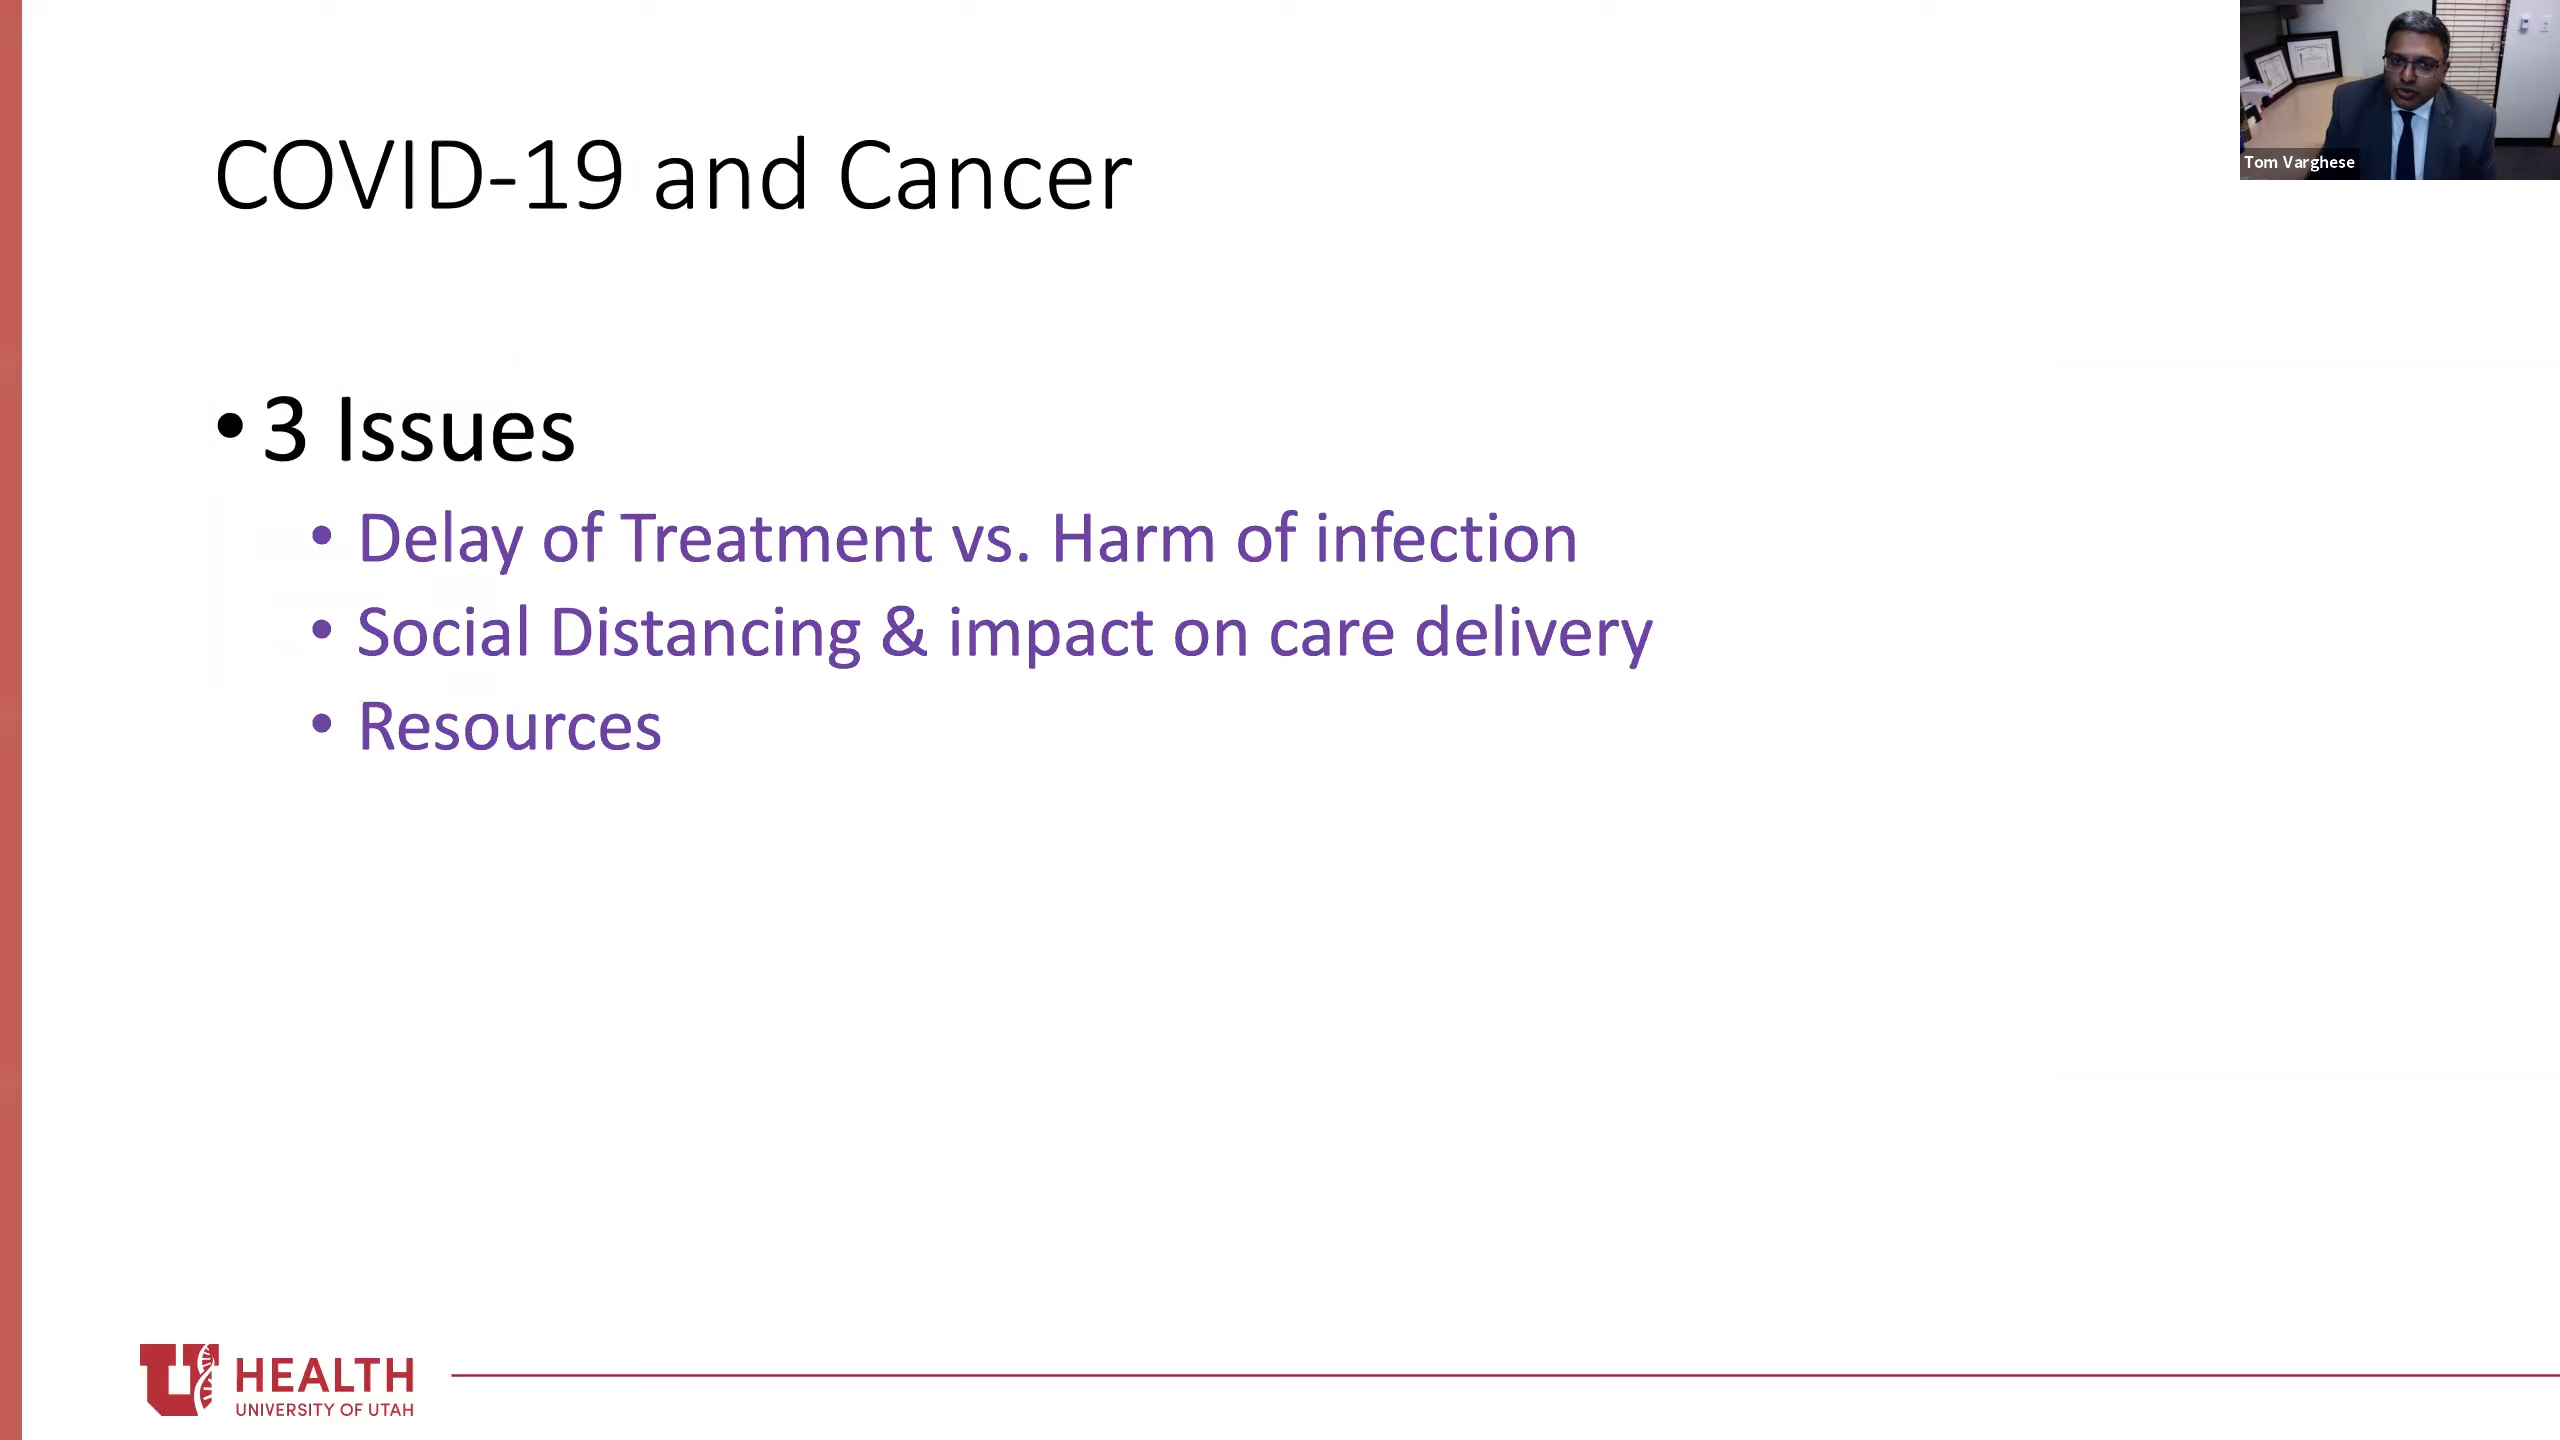 COVID-19 and Cancer
Tom Varghese
• 3 Issues
• Delay of Treatment vs. Harm of infection
• Social Distancing & impact on care delivery
• Resources
U HEALTH
UNIVERSITY OF UTAH